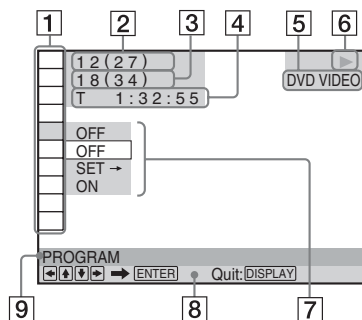 1 2 3 4 5 6
12(27)
18(34)
T 1:32:55
DVD VIDEO
OFF
OFF
SET →
ON
PROGRAM
ENTER Quit: DISPLAY
9 8 7